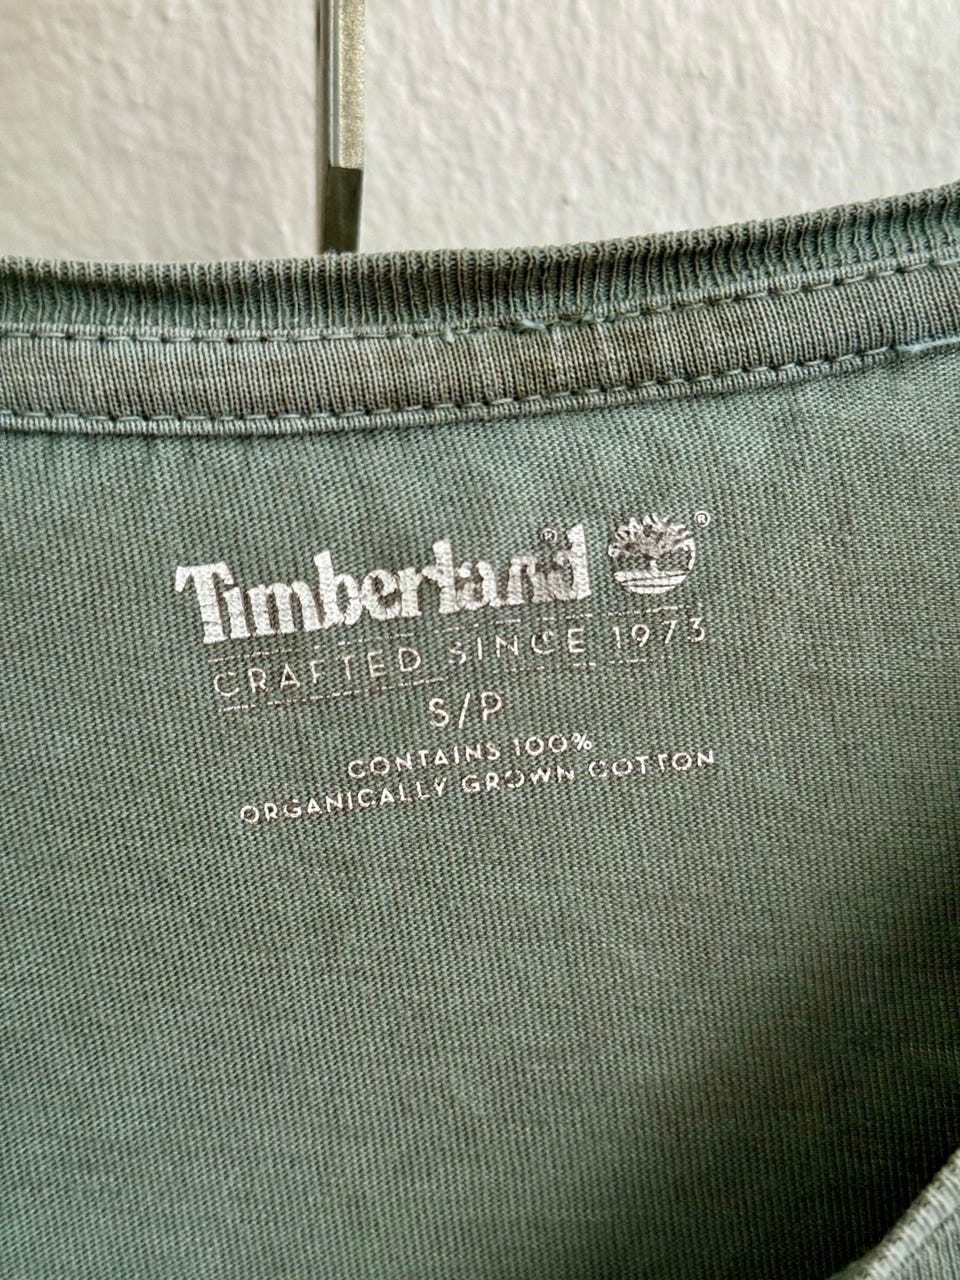 Timberland®
®
CRAFTED SINCE 1973
S/P
CONTAINS 100%
ORGANICALLY GROWN COTTON